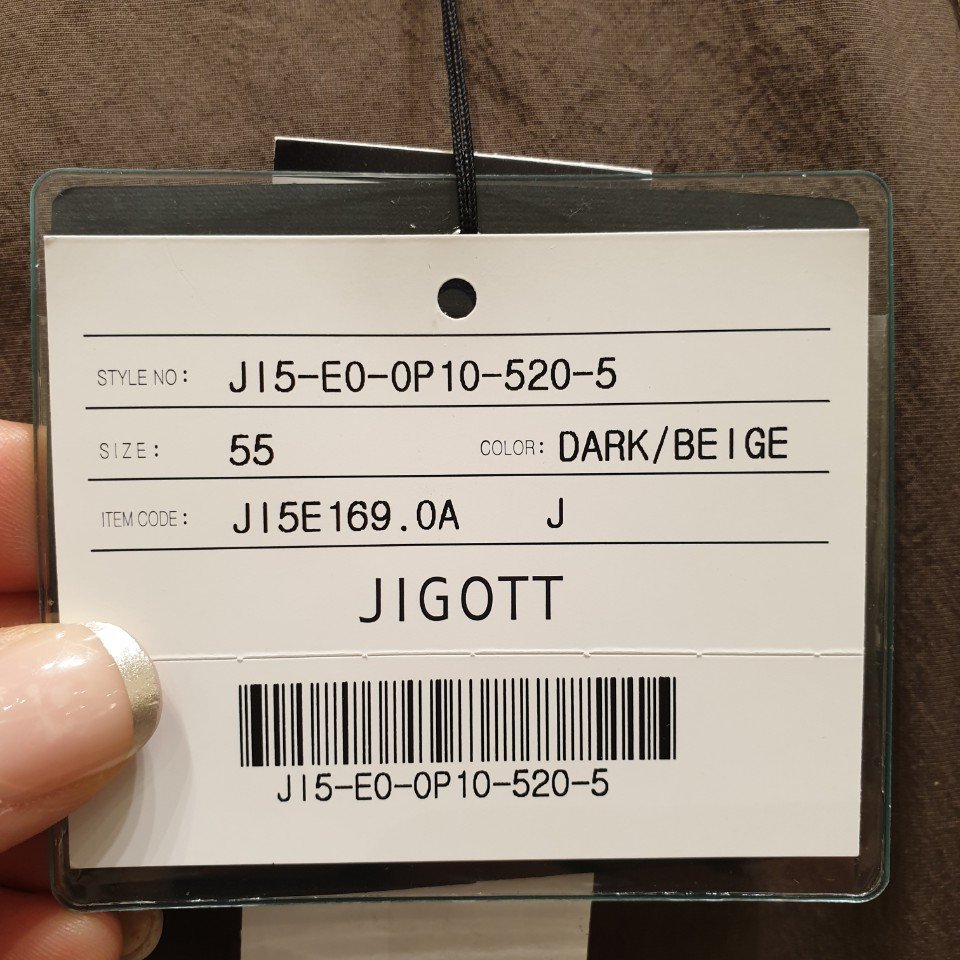 STYLE NO: JI5-E0-0P10-520-5
SIZE: 55 COLOR: DARK/BEIGE
ITEM CODE: JI5E169.0A J
JIGOTT
JI5-E0-0P10-520-5